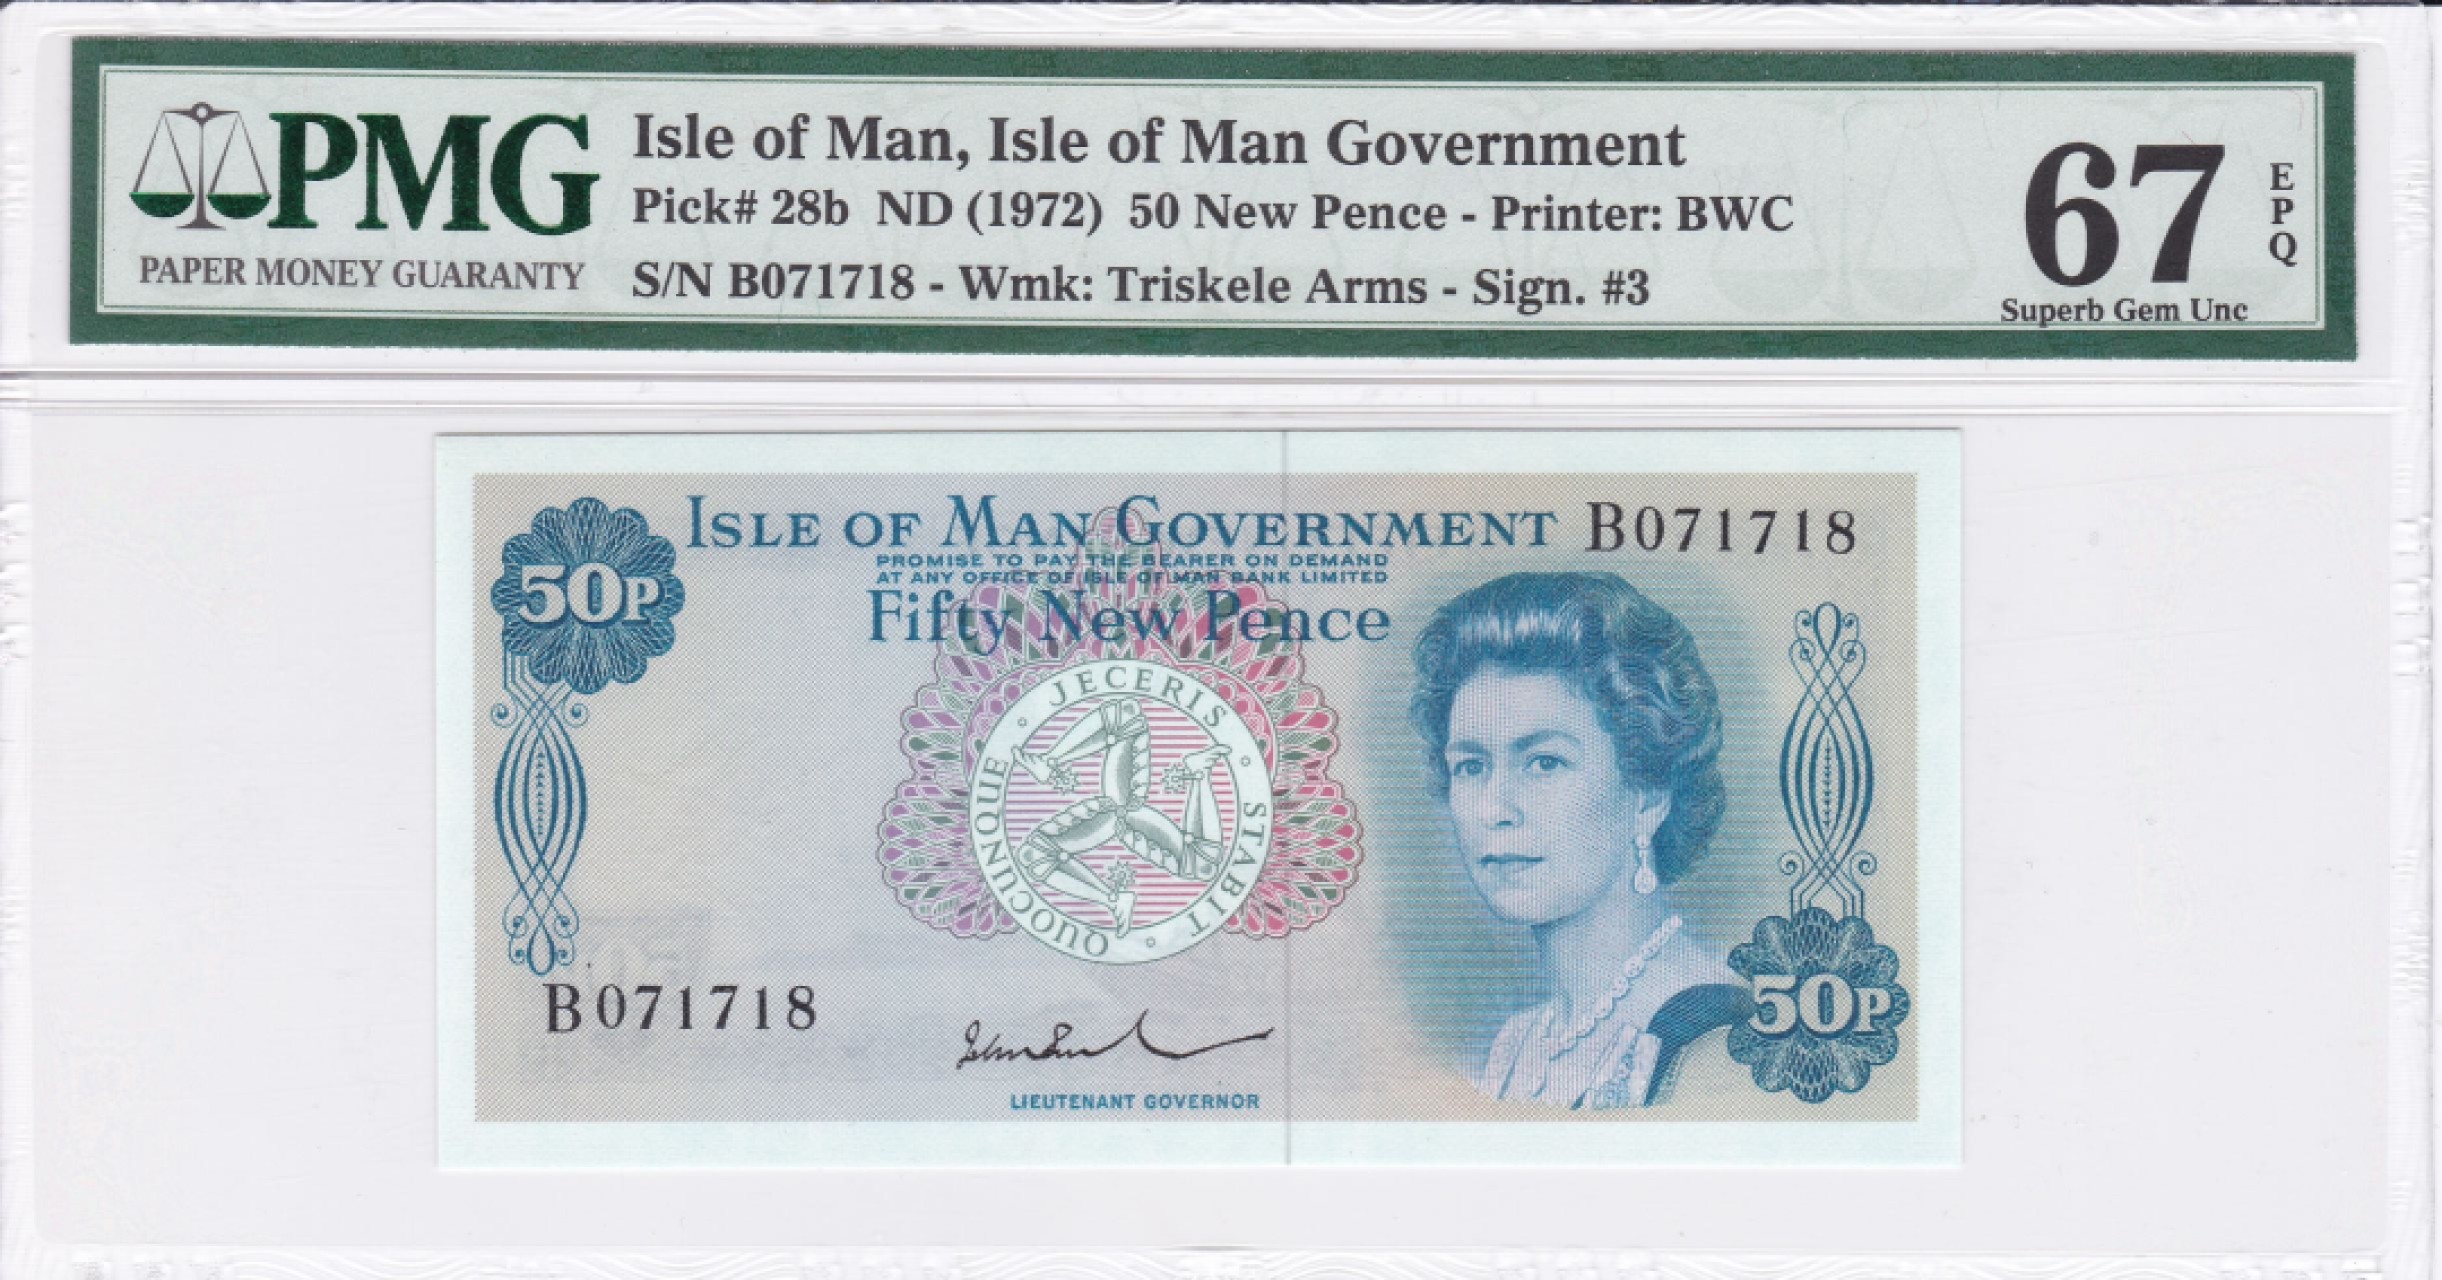 PMG
PAPER MONEY GUARANTY
Isle of Man, Isle of Man Government
Pick# 28b ND (1972) 50 New Pence - Printer: BWC
S/N B071718 - Wmk: Triskele Arms - Sign. #3
67
EPQ
Superb Gem Unc
ISLE OF MAN GOVERNMENT B071718
PROMISE TO PAY THE BEARER ON DEMAND
AT ANY OFFICE OF ISLE OF MAN BANK LIMITED
50P
Fifty New Pence
QUOCUNQUE · JECERIS · STABIT ·
B071718
50P
LIEUTENANT GOVERNOR